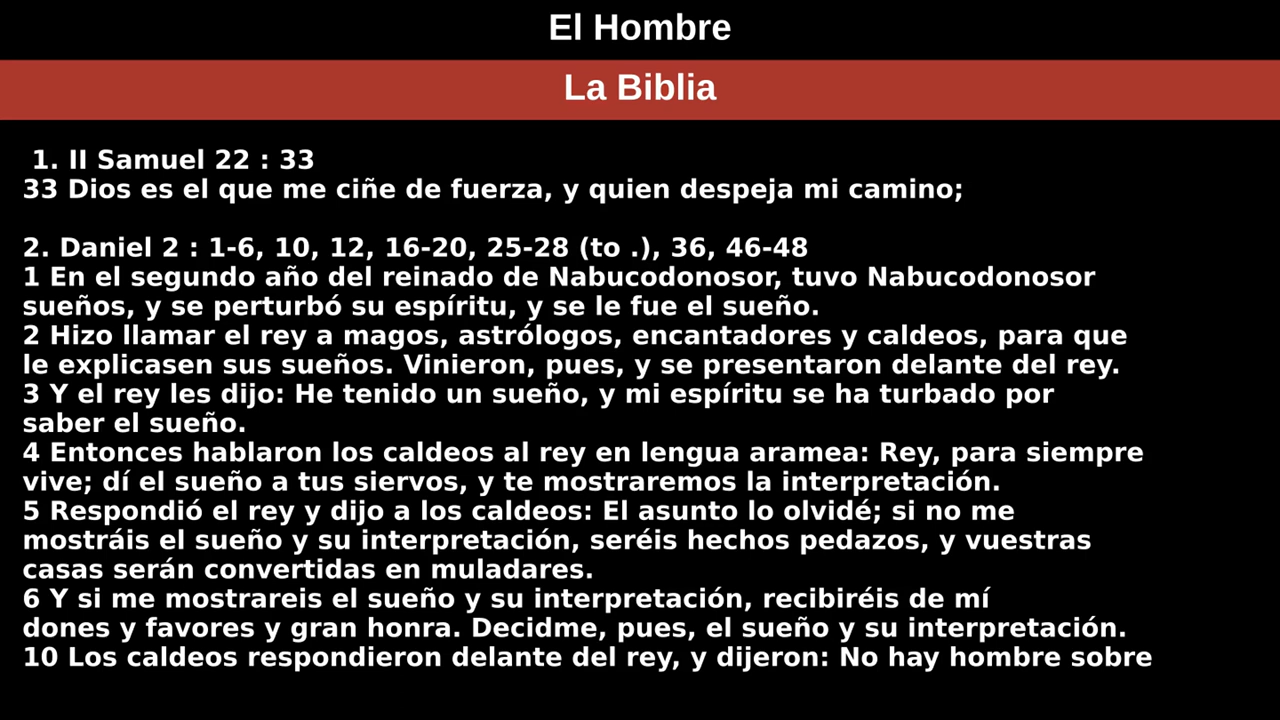 El Hombre
La Biblia
1. II Samuel 22 : 33
33 Dios es el que me ciñe de fuerza, y quien despeja mi camino;
2. Daniel 2 : 1-6, 10, 12, 16-20, 25-28 (to .), 36, 46-48
1 En el segundo año del reinado de Nabucodonosor, tuvo Nabucodonosor
sueños, y se perturbó su espíritu, y se le fue el sueño.
2 Hizo llamar el rey a magos, astrólogos, encantadores y caldeos, para que
le explicasen sus sueños. Vinieron, pues, y se presentaron delante del rey.
3 Y el rey les dijo: He tenido un sueño, y mi espíritu se ha turbado por
saber el sueño.
4 Entonces hablaron los caldeos al rey en lengua aramea: Rey, para siempre
vive; dí el sueño a tus siervos, y te mostraremos la interpretación.
5 Respondió el rey y dijo a los caldeos: El asunto lo olvidé; si no me
mostráis el sueño y su interpretación, seréis hechos pedazos, y vuestras
casas serán convertidas en muladares.
6 Y si me mostrareis el sueño y su interpretación, recibiréis de mí
dones y favores y gran honra. Decidme, pues, el sueño y su interpretación.
10 Los caldeos respondieron delante del rey, y dijeron: No hay hombre sobre